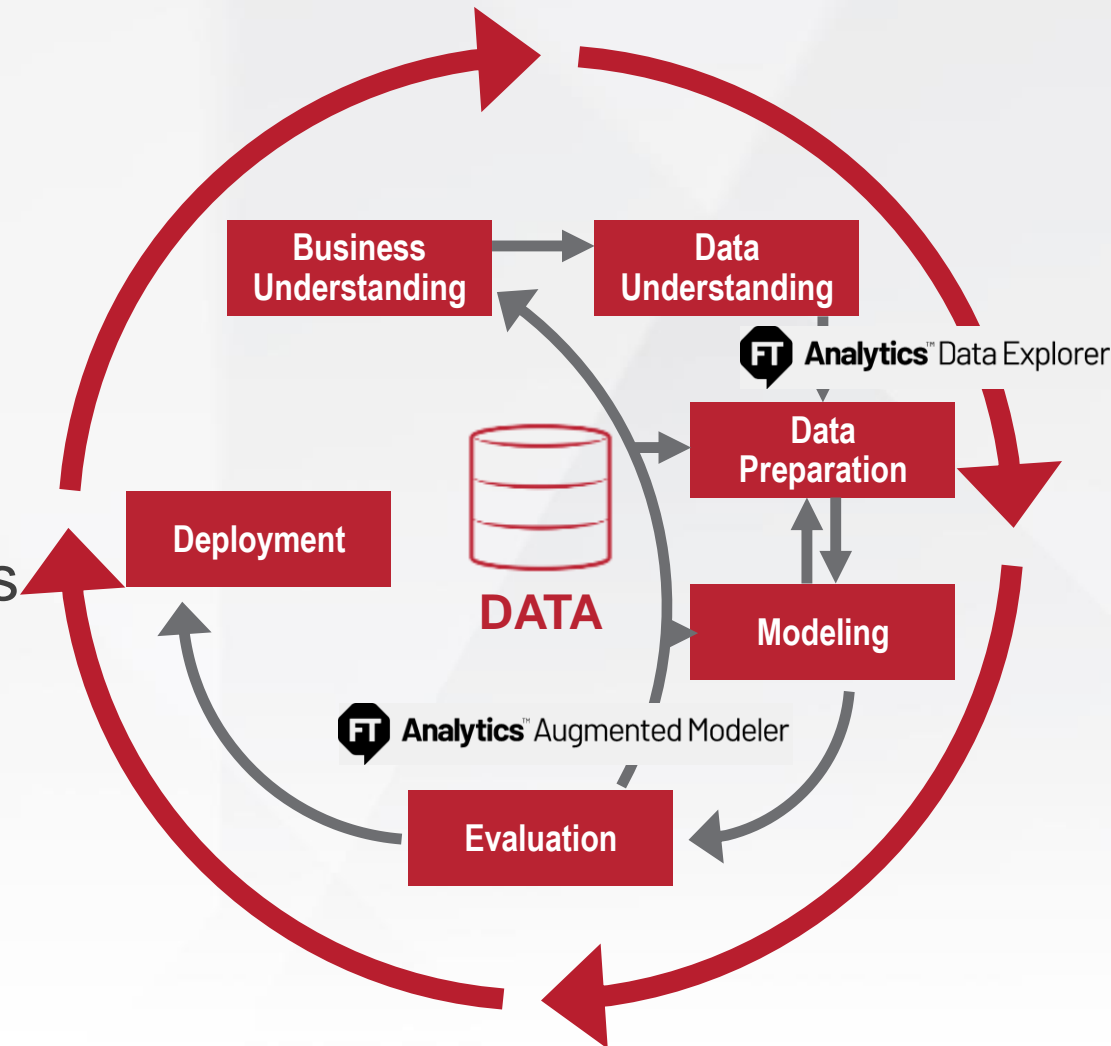 Business
Understanding
Data
Understanding
FT Analytics™ Data Explorer
Data
Preparation
Deployment
s
DATA
Modeling
FT Analytics™ Augmented Modeler
Evaluation